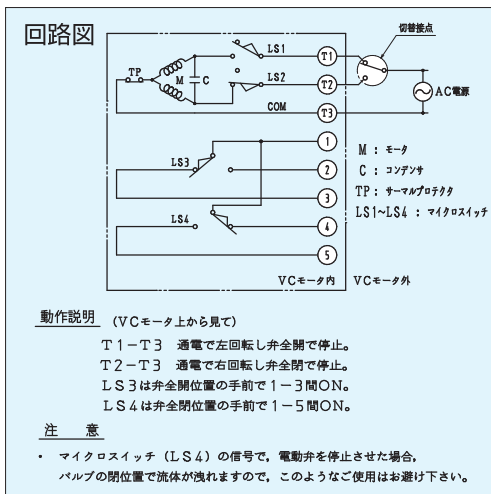 回路図
切替接点
LS1
T1
TP
M
C
LS2
T2
AC電源
COM
T3
1
M : モータ
LS3
2
C : コンデンサ
3
TP : サーマルプロテクタ
LS4
4
LS1~LS4 : マイクロスイッチ
5
VCモータ内
VCモータ外
動作説明 (VCモータ上から見て)
T1-T3 通電で左回転し弁全開で停止。
T2-T3 通電で右回転し弁全閉で停止。
LS3は弁全開位置の手前で1-3間ON。
LS4は弁全閉位置の手前で1-5間ON。
注 意
・ マイクロスイッチ(LS4)の信号で,電動弁を停止させた場合,
バルブの閉位置で流体が洩れますので,このようなご使用はお避け下さい。